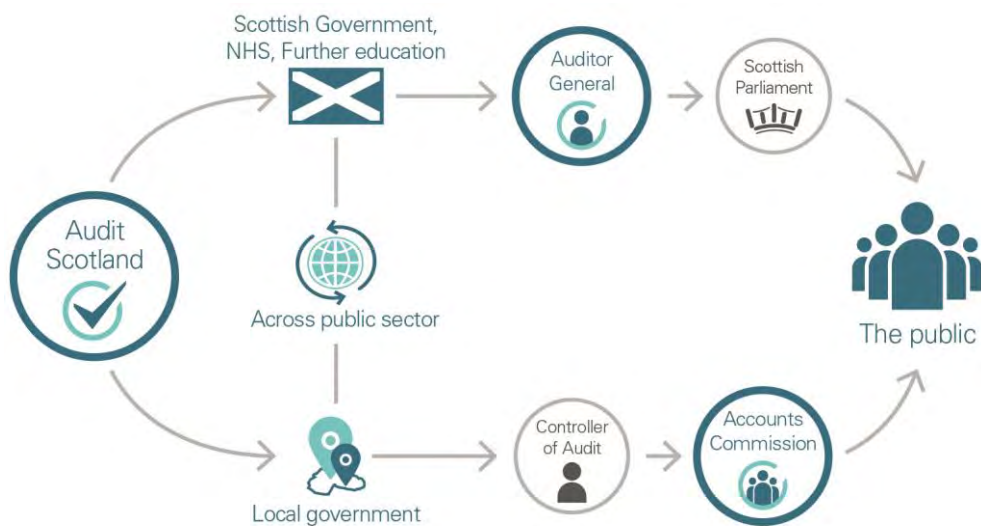 Scottish Government,
NHS, Further education
Auditor
General
Scottish
Parliament
Audit
Scotland
Across public sector
The public
Local government
Controller
of Audit
Accounts
Commission